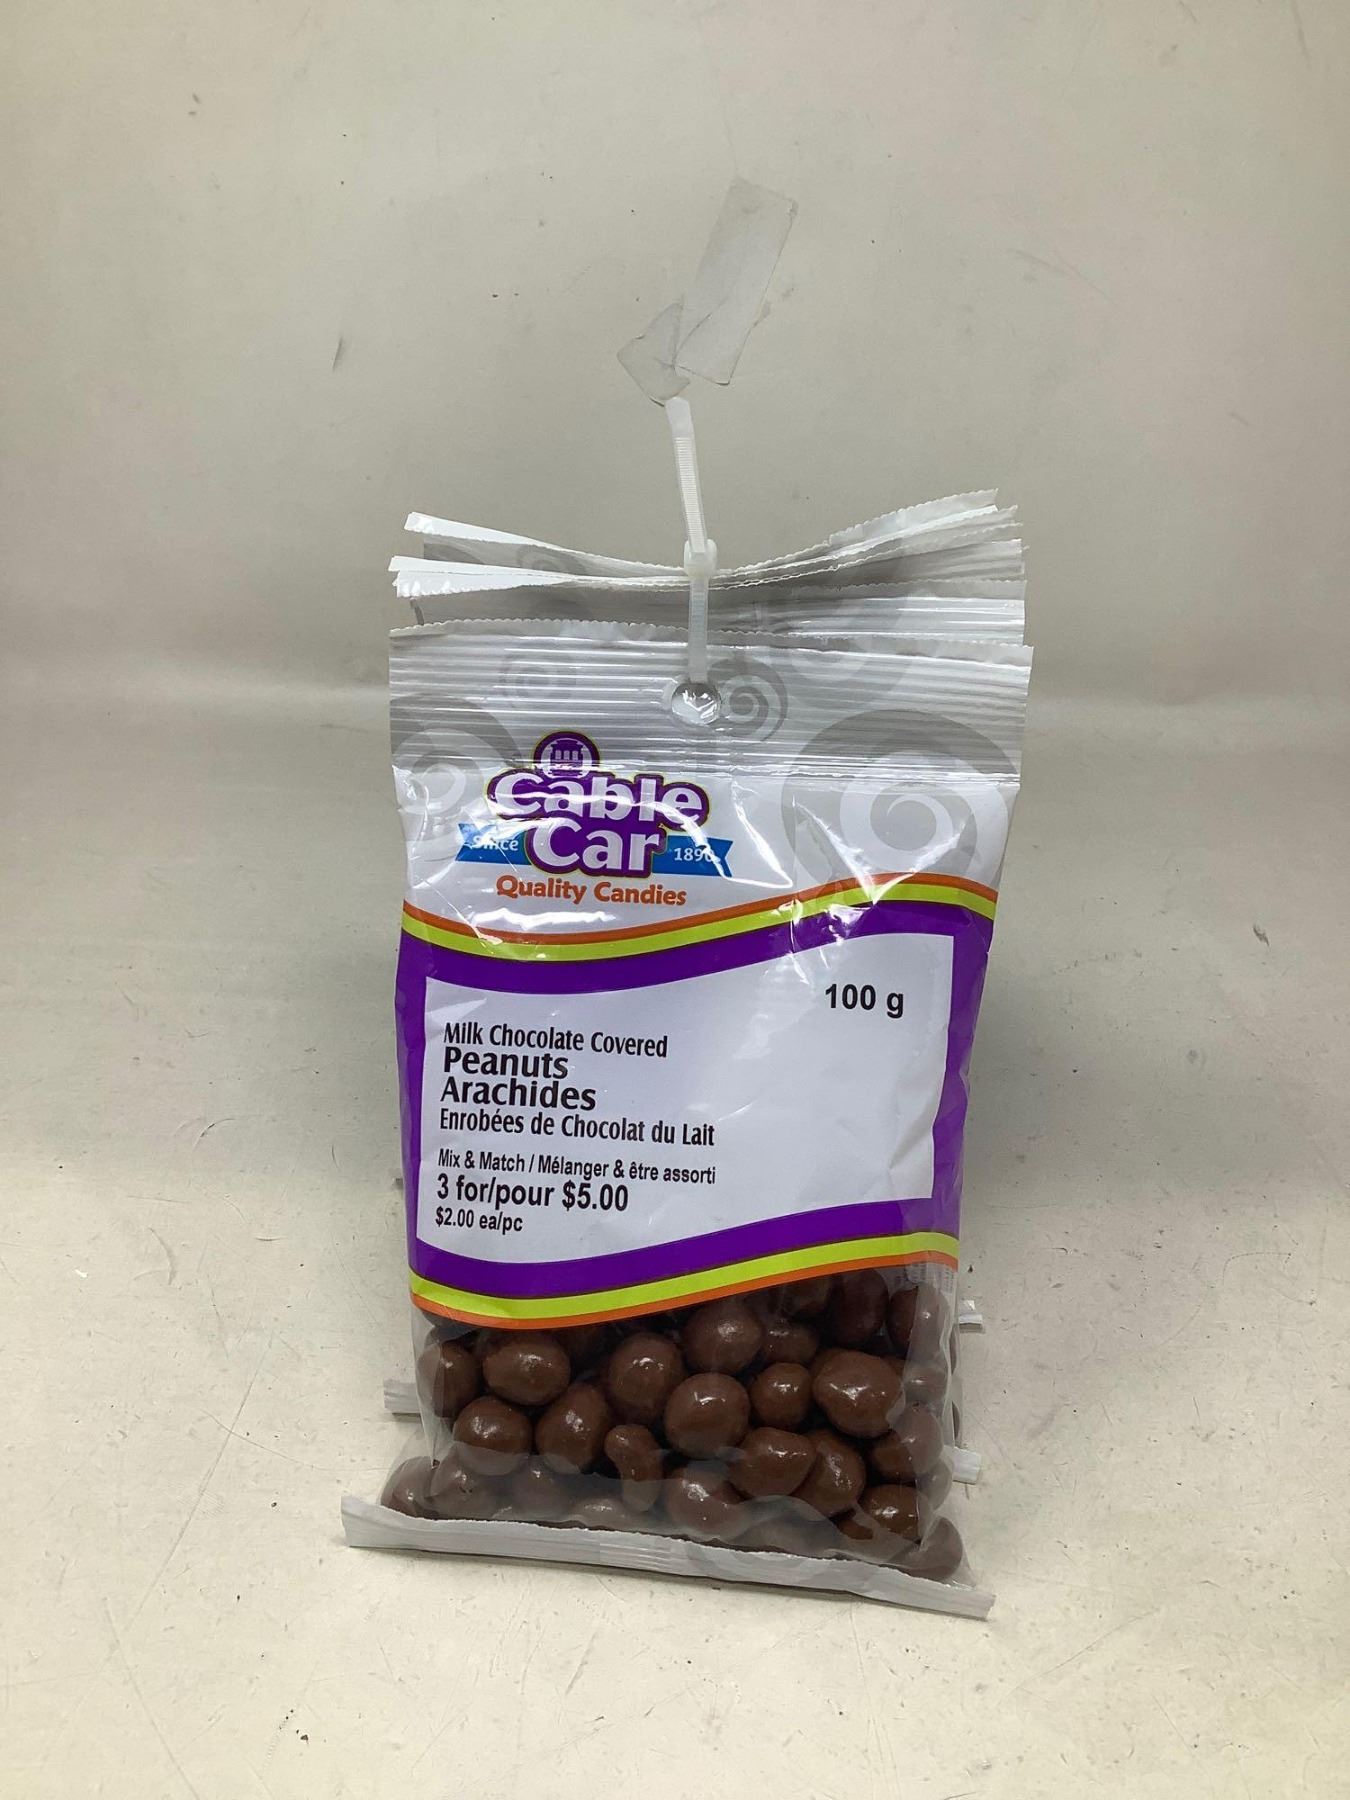 Cable
Car
Since 1890
Quality Candies
100 g
Milk Chocolate Covered
Peanuts
Arachides
Enrobées de Chocolat du Lait
Mix & Match / Mélanger & être assorti
3 for/pour $5.00
$2.00 ea/pc